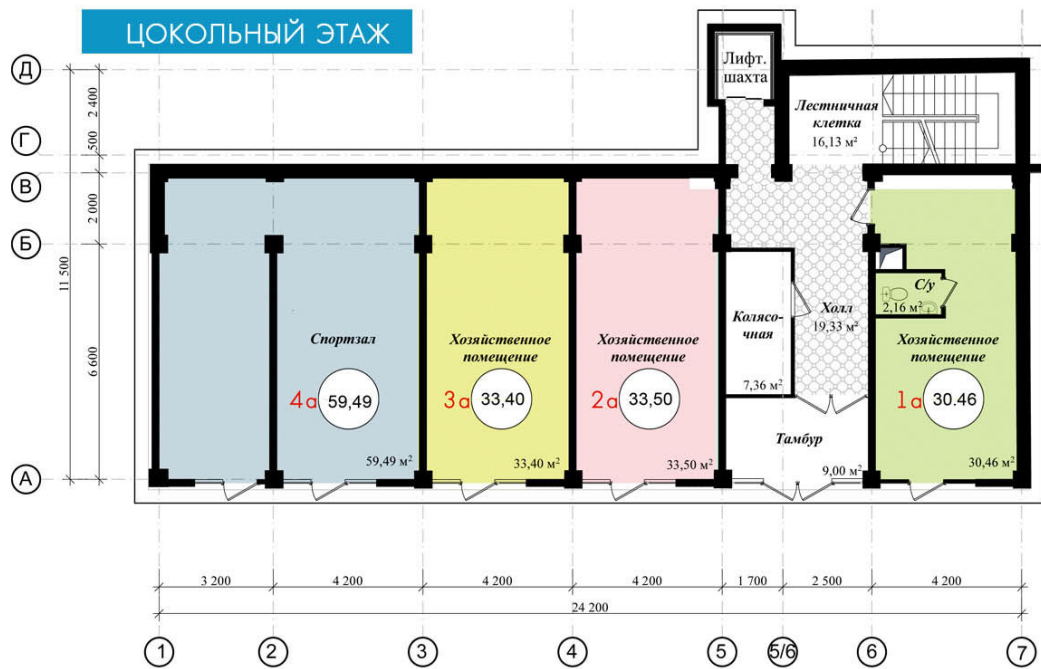 ЦОКОЛЬНЫЙ ЭТАЖ
Д
Г
В
Б
А
2 400
500
2 000
11 500
6 600
Лифт.
шахта
Лестничная
клетка
16,13 м²
С/у
2,16 м²
Холл
19,33 м²
Колясо-
чная
7,36 м²
Спортзал
4а
59,49
59,49 м²
Хозяйственное
помещение
3а
33,40
33,40 м²
Хозяйственное
помещение
2а
33,50
33,50 м²
Тамбур
9,00 м²
Хозяйственное
помещение
1а
30.46
30,46 м²
3 200
4 200
4 200
4 200
1 700
2 500
4 200
24 200
1
2
3
4
5
5/6
6
7